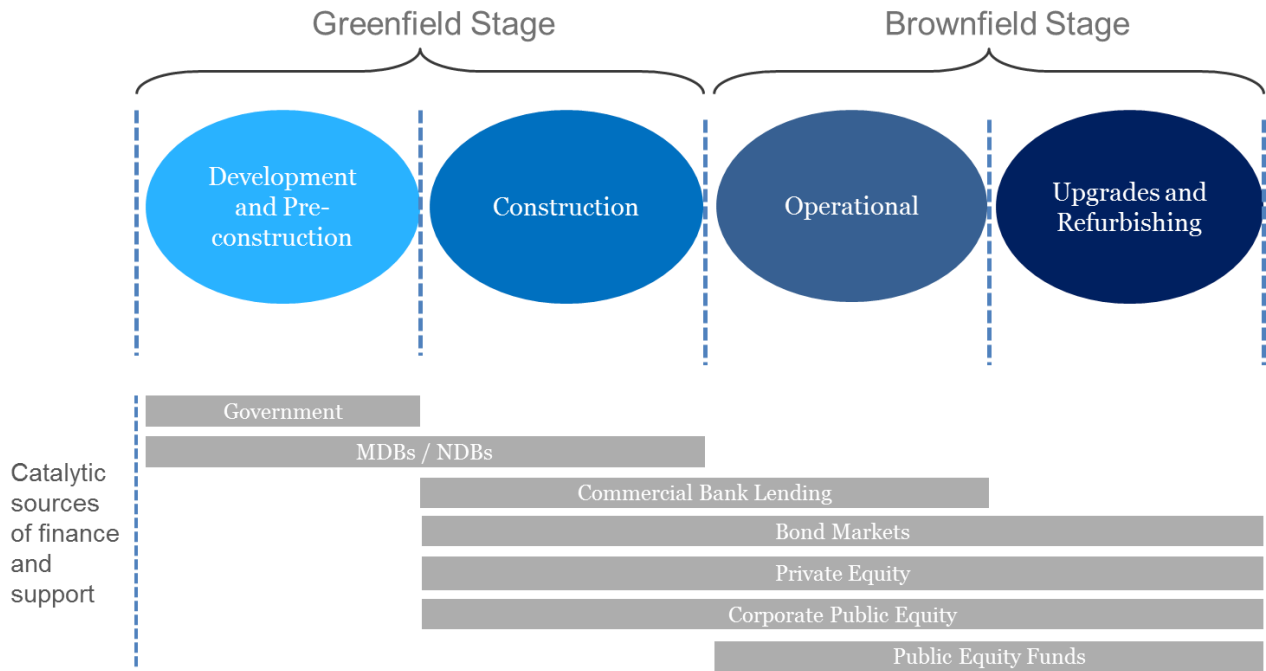 Greenfield Stage
Brownfield Stage
Development
and Pre-
construction
Construction
Operational
Upgrades and
Refurbishing
Catalytic
sources
of finance
and
support
Government
MDBs / NDBs
Commercial Bank Lending
Bond Markets
Private Equity
Corporate Public Equity
Public Equity Funds